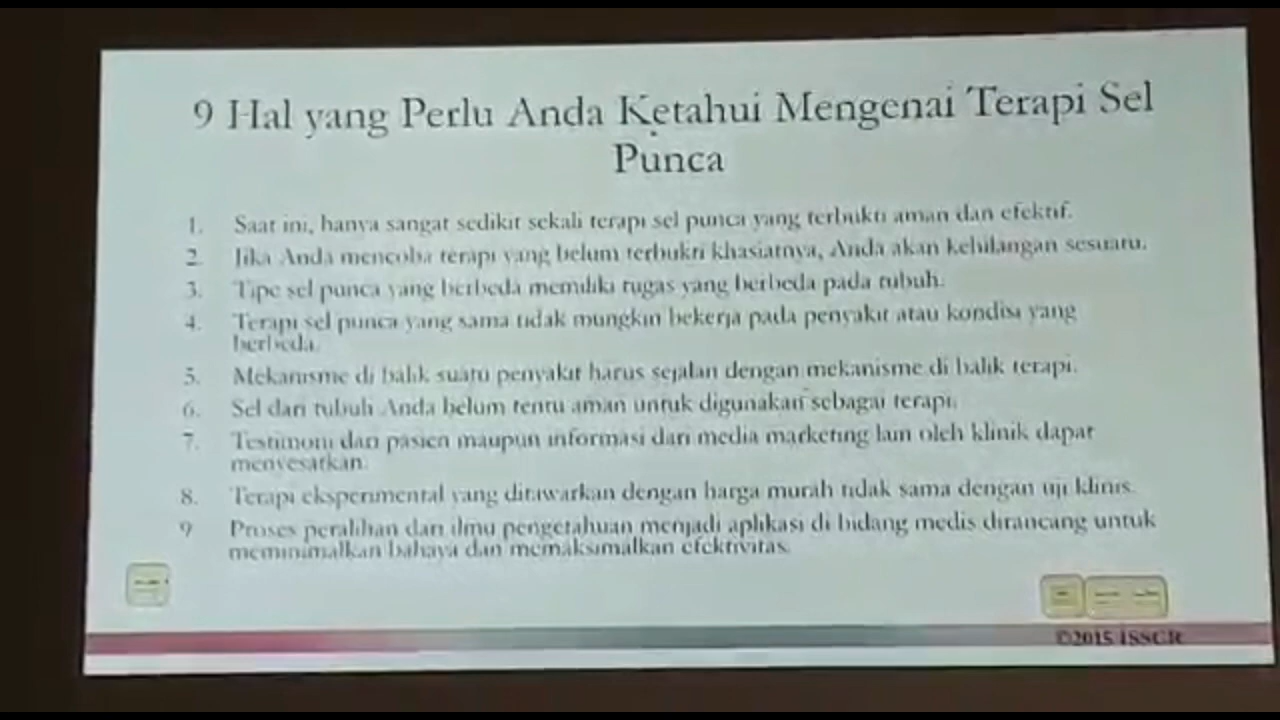 9 Hal yang Perlu Anda Ketahui Mengenai Terapi Sel
Punca
1. Saat ini, hanya sangat sedikit sekali terapi sel punca yang terbukti aman dan efektif.
2. Jika Anda mencoba terapi yang belum terbukti khasiatnya, Anda akan kehilangan sesuatu.
3. Tipe sel punca yang berbeda memiliki tugas yang berbeda pada tubuh.
4. Terapi sel punca yang sama tidak mungkin bekerja pada penyakit atau kondisi yang
berbeda.
5. Mekanisme di balik suatu penyakit harus sejalan dengan mekanisme di balik terapi.
6. Sel dari tubuh Anda belum tentu aman untuk digunakan sebagai terapi.
7. Testimoni dari pasien maupun informasi dari media marketing lain oleh klinik dapat
menyesatkan.
8. Terapi eksperimental yang ditawarkan dengan harga murah tidak sama dengan uji klinis.
9 Proses peralihan dari ilmu pengetahuan menjadi aplikasi di bidang medis dirancang untuk
meminimalkan bahaya dan memaksimalkan efektivitas.
©2015 ISSCR